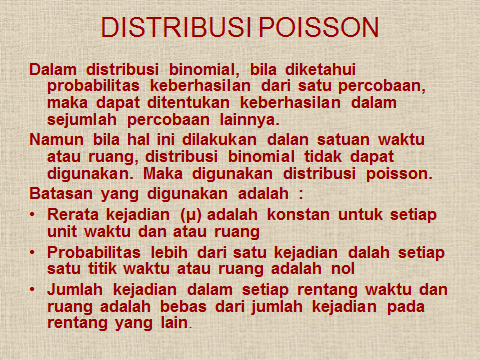 DISTRIBUSI POISSON
Dalam distribusi binomial, bila diketahui
probabilitas keberhasilan dari satu percobaan,
maka dapat ditentukan keberhasilan dalam
sejumlah percobaan lainnya.
Namun bila hal ini dilakukan dalan satuan waktu
atau ruang, distribusi binomial tidak dapat
digunakan. Maka digunakan distribusi poisson.
Batasan yang digunakan adalah :
• Rerata kejadian (µ) adalah konstan untuk setiap
unit waktu dan atau ruang
• Probabilitas lebih dari satu kejadian dalah setiap
satu titik waktu atau ruang adalah nol
• Jumlah kejadian dalam setiap rentang waktu dan
ruang adalah bebas dari jumlah kejadian pada
rentang yang lain.